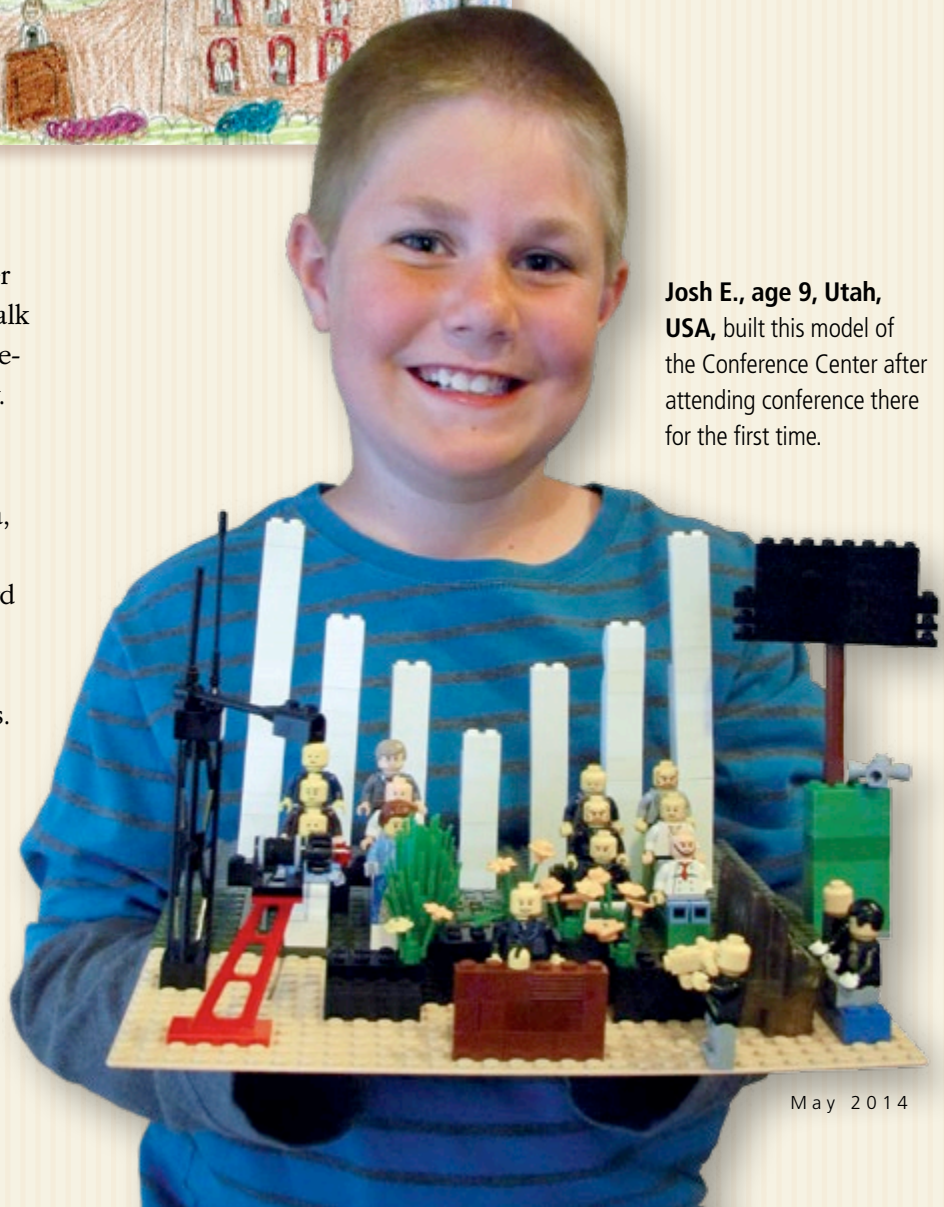 Josh E., age 9, Utah,
USA, built this model of
the Conference Center after
attending conference there
for the first time.
May 2014